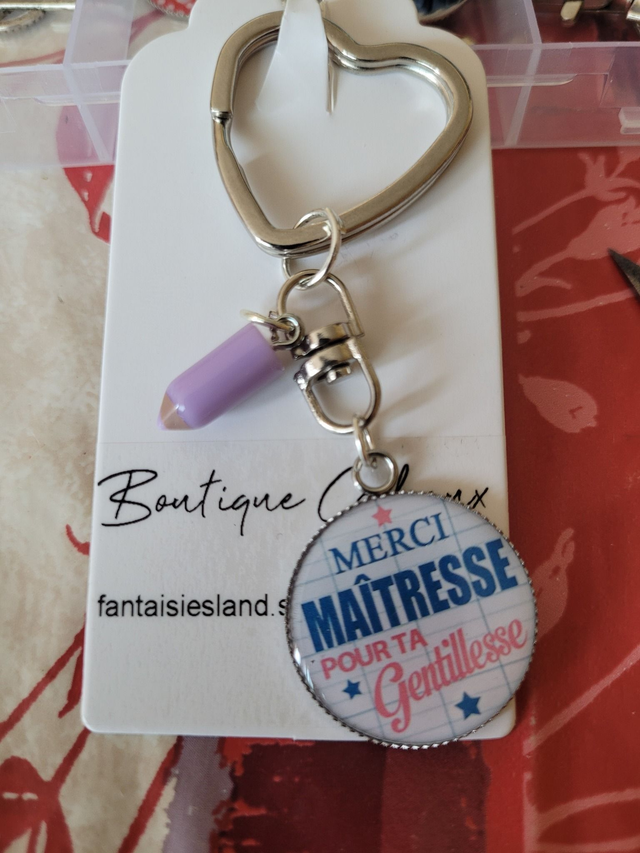 Boutique
fantaisiesland.s
MERCI
MAÎTRESSE
POUR TA
Gentillesse